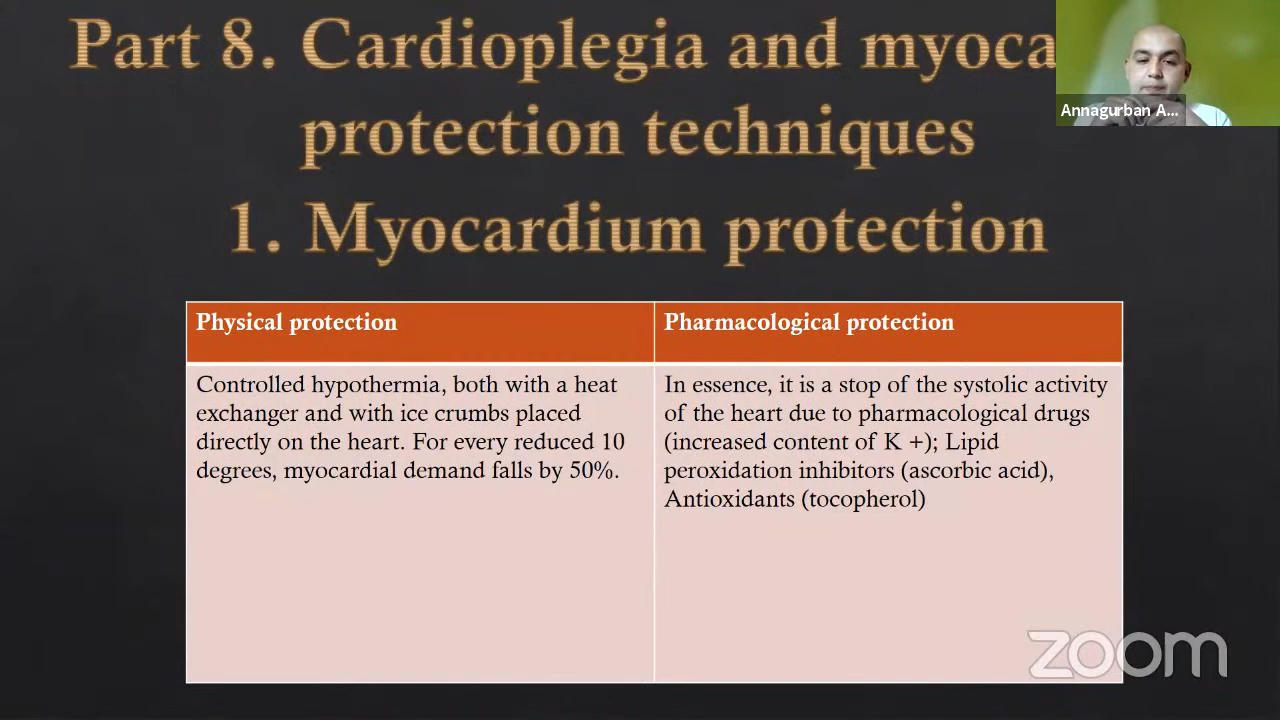 Part 8. Cardioplegia and myoca
protection techniques
1. Myocardium protection
Annagurban A...
Physical protection
Pharmacological protection
Controlled hypothermia, both with a heat
exchanger and with ice crumbs placed
directly on the heart. For every reduced 10
degrees, myocardial demand falls by 50%.
In essence, it is a stop of the systolic activity
of the heart due to pharmacological drugs
(increased content of K +); Lipid
peroxidation inhibitors (ascorbic acid),
Antioxidants (tocopherol)
zoom